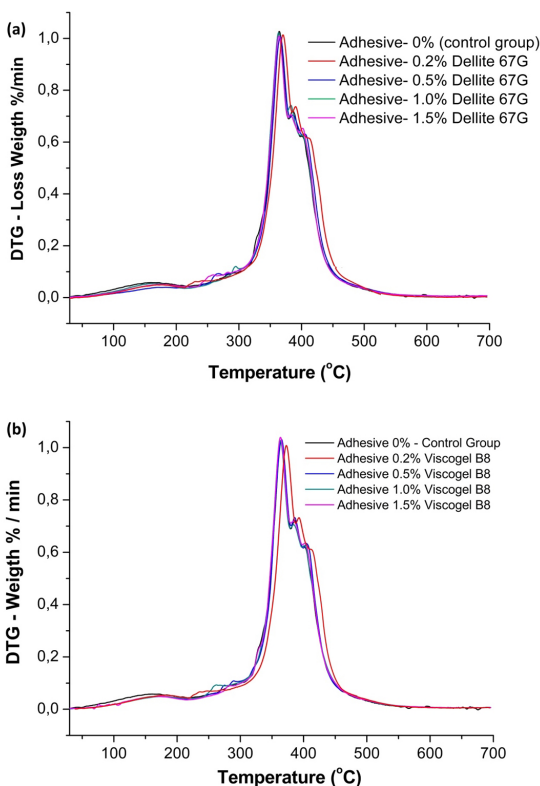 (a)
Adhesive- 0% (control group)
Adhesive- 0.2% Dellite 67G
Adhesive- 0.5% Dellite 67G
Adhesive- 1.0% Dellite 67G
Adhesive- 1.5% Dellite 67G
DTG - Loss Weigth %/min
1,0
0,8
0,6
0,4
0,2
0,0
100 200 300 400 500 600 700
Temperature (°C)
(b)
Adhesive 0% - Control Group
Adhesive 0.2% Viscogel B8
Adhesive 0.5% Viscogel B8
Adhesive 1.0% Viscogel B8
Adhesive 1.5% Viscogel B8
DTG - Weigth % / min
1,0
0,8
0,6
0,4
0,2
0,0
100 200 300 400 500 600 700
Temperature (°C)